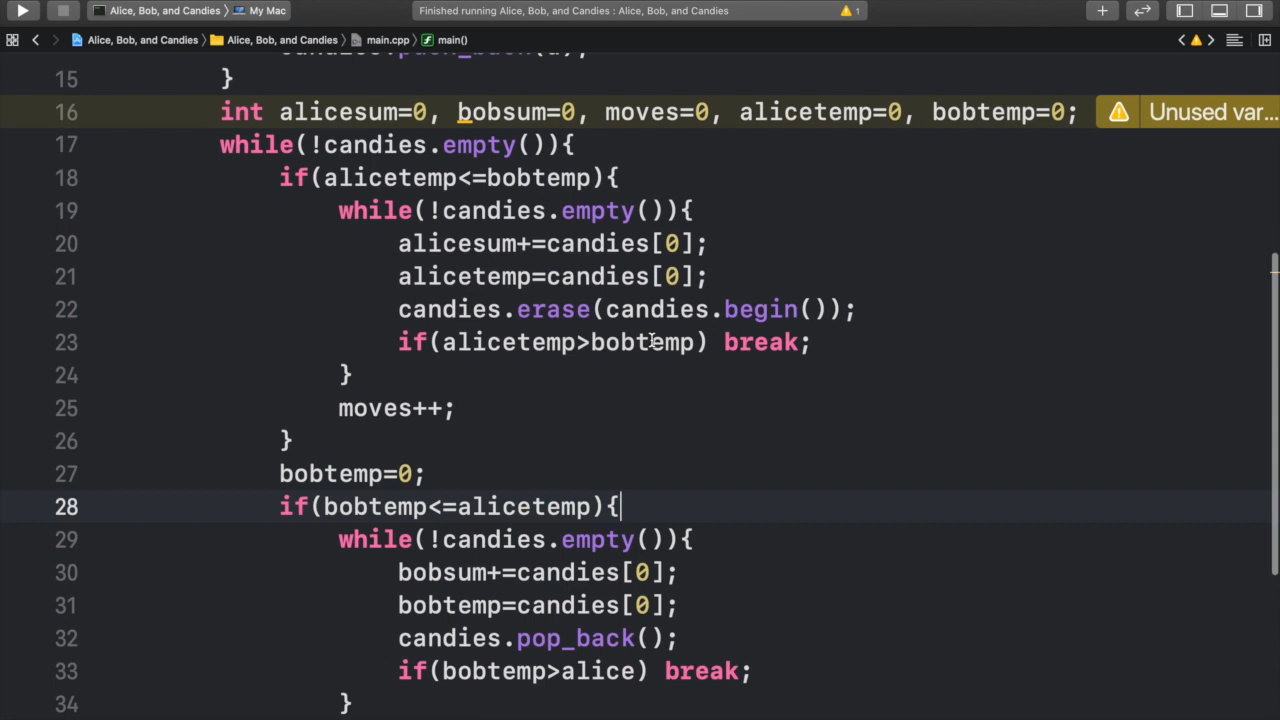 Alice, Bob, and Candies My Mac Finished running Alice, Bob, and Candies : Alice, Bob, and Candies 1
Alice, Bob, and Candies Alice, Bob, and Candies main.cpp main()
15 }
16 int alicesum=0, bobsum=0, moves=0, alicetemp=0, bobtemp=0; Unused var...
17 while(!candies.empty()){
18 if(alicetemp<=bobtemp){
19 while(!candies.empty()){
20 alicesum+=candies[0];
21 alicetemp=candies[0];
22 candies.erase(candies.begin());
23 if(alicetemp>bobtemp) break;
24 }
25 moves++;
26 }
27 bobtemp=0;
28 if(bobtemp<=alicetemp){
29 while(!candies.empty()){
30 bobsum+=candies[0];
31 bobtemp=candies[0];
32 candies.pop_back();
33 if(bobtemp>alice) break;
34 }